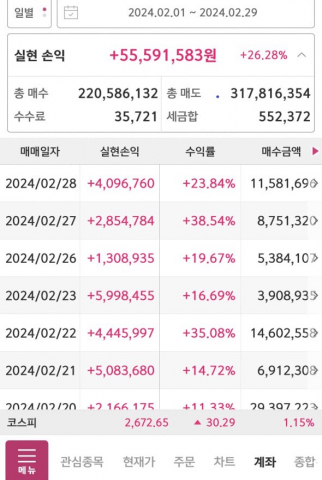 일별 2024.02.01 ~ 2024.02.29
실현 손익 +55,591,583원 +26.28%
총 매수 220,586,132 총 매도 317,816,354
수수료 35,721 세금합 552,372
매매일자 실현손익 수익률 매수금액
2024/02/28 +4,096,760 +23.84% 11,581,696
2024/02/27 +2,854,784 +38.54% 8,751,320
2024/02/26 +1,308,935 +19.67% 5,384,107
2024/02/23 +5,998,455 +16.69% 3,908,935
2024/02/22 +4,445,997 +35.08% 14,602,558
2024/02/21 +5,083,680 +14.72% 6,912,308
2024/02/20 +2,166,175 +11.33% 29,397,223
코스피 2,672.65 ▲ 30.29 1.15%
메뉴 관심종목 현재가 주문 차트 계좌 종합